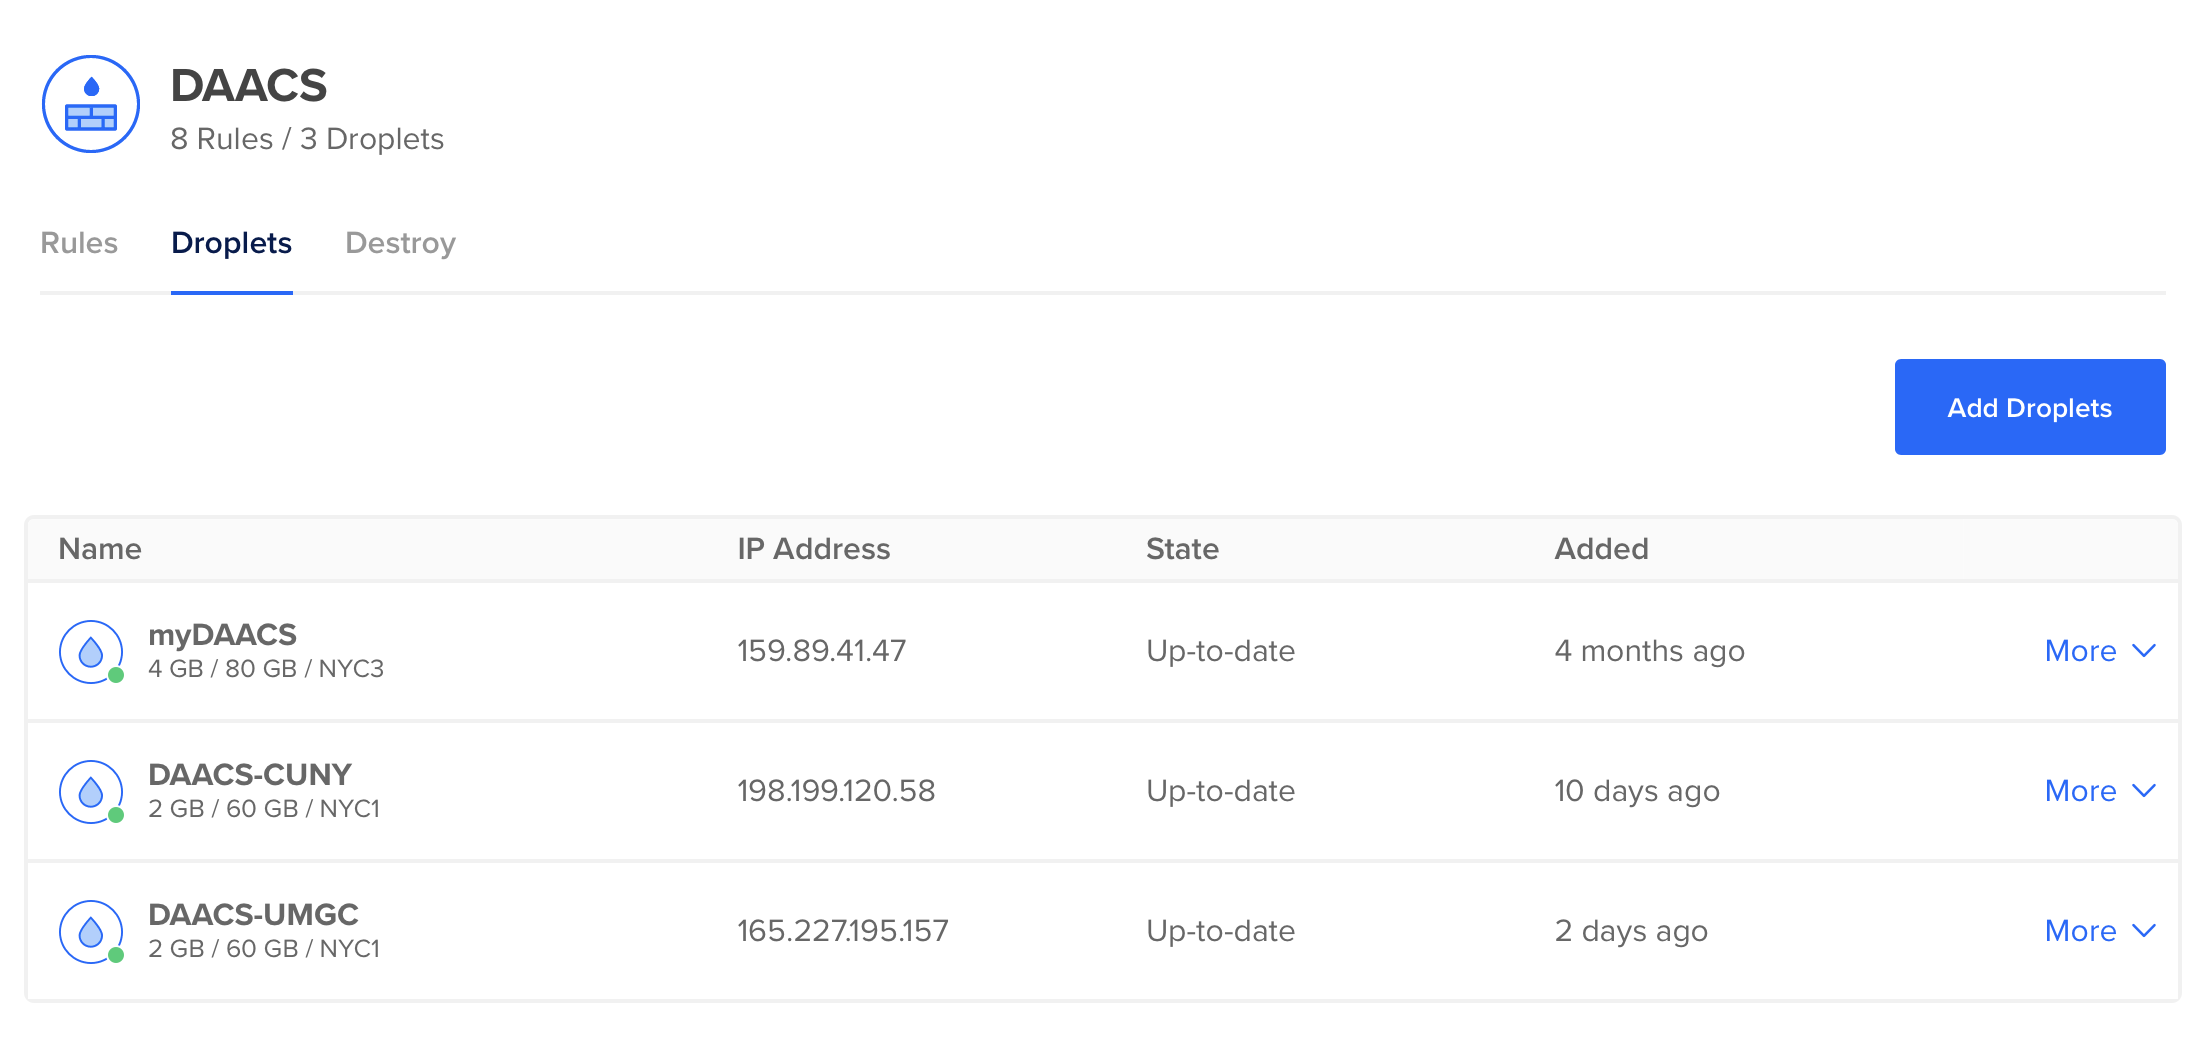 DAACS
8 Rules / 3 Droplets
Rules Droplets Destroy
Add Droplets
Name IP Address State Added
myDAACS
4 GB / 80 GB / NYC3
159.89.41.47 Up-to-date 4 months ago More
DAACS-CUNY
2 GB / 60 GB / NYC1
198.199.120.58 Up-to-date 10 days ago More
DAACS-UMGC
2 GB / 60 GB / NYC1
165.227.195.157 Up-to-date 2 days ago More